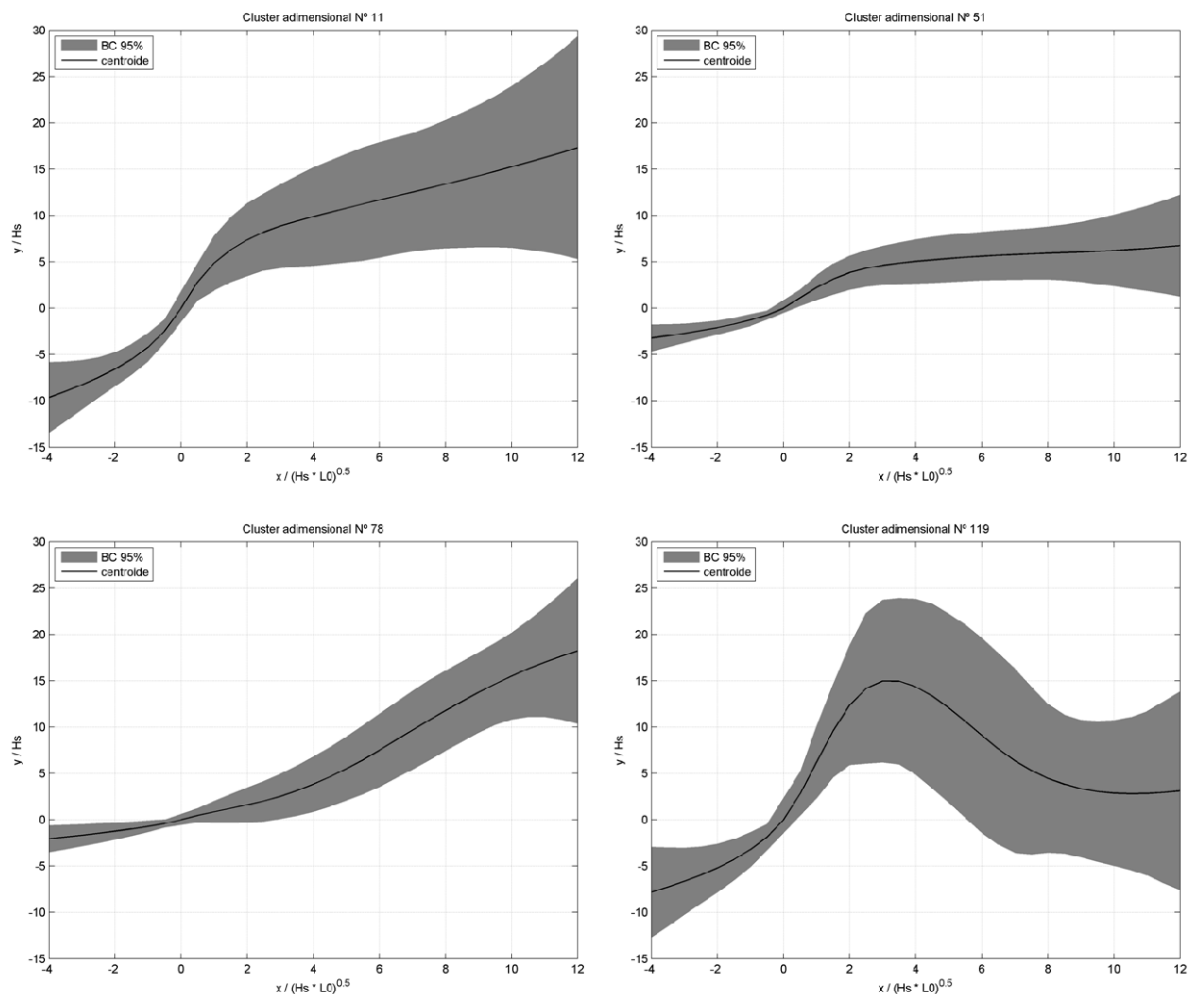 Cluster adimensional Nº 11
30
25
20
15
10
5
0
-5
-10
-15
y / Hs
BC 95%
centroide
-4 -2 0 2 4 6 8 10 12
x / (Hs * L0)^0.5
Cluster adimensional Nº 51
30
25
20
15
10
5
0
-5
-10
-15
y / Hs
BC 95%
centroide
-4 -2 0 2 4 6 8 10 12
x / (Hs * L0)^0.5
Cluster adimensional Nº 78
30
25
20
15
10
5
0
-5
-10
-15
y / Hs
BC 95%
centroide
-4 -2 0 2 4 6 8 10 12
x / (Hs * L0)^0.5
Cluster adimensional Nº 119
30
25
20
15
10
5
0
-5
-10
-15
y / Hs
BC 95%
centroide
-4 -2 0 2 4 6 8 10 12
x / (Hs * L0)^0.5